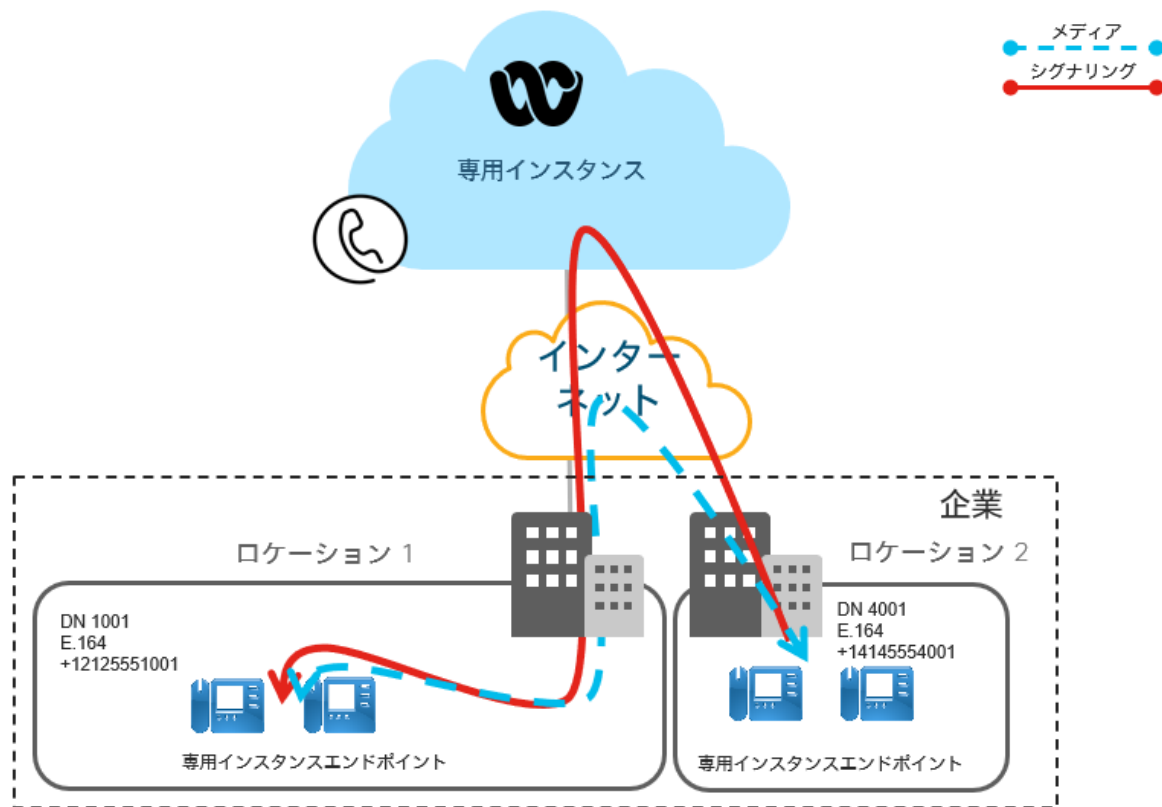 メディア
シグナリング
専用インスタンス
インター
ネット
企業
ロケーション 1
ロケーション 2
DN 1001
E.164
+12125551001
専用インスタンスエンドポイント
DN 4001
E.164
+14145554001
専用インスタンスエンドポイント